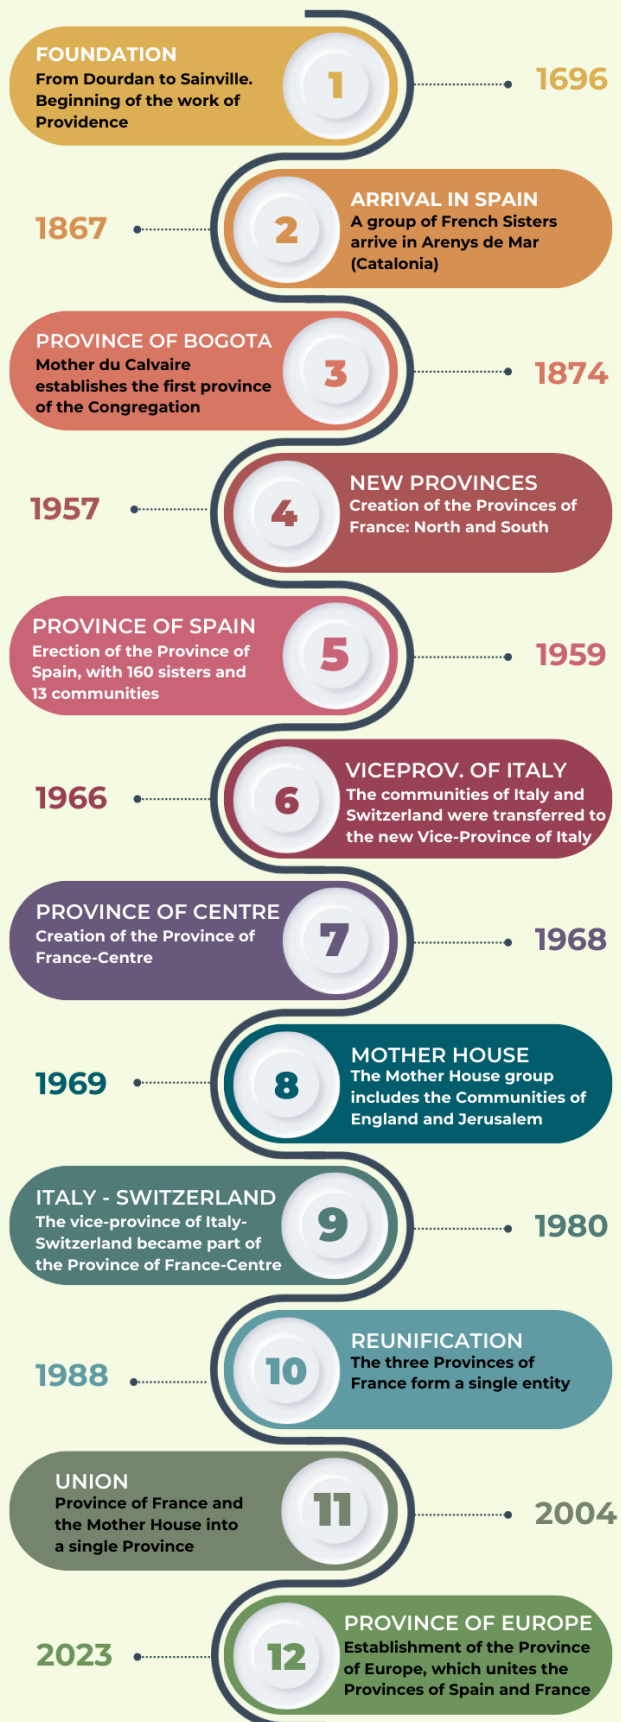 FOUNDATION
From Dourdan to Sainville.
Beginning of the work of
Providence
1
1696
1867
2
ARRIVAL IN SPAIN
A group of French Sisters
arrive in Arenys de Mar
(Catalonia)
PROVINCE OF BOGOTA
Mother du Calvaire
establishes the first province
of the Congregation
3
1874
1957
4
NEW PROVINCES
Creation of the Provinces of
France: North and South
PROVINCE OF SPAIN
Erection of the Province of
Spain, with 160 sisters and
13 communities
5
1959
1966
6
VICEPROV. OF ITALY
The communities of Italy and
Switzerland were transferred to
the new Vice-Province of Italy
PROVINCE OF CENTRE
Creation of the Province of
France-Centre
7
1968
1969
8
MOTHER HOUSE
The Mother House group
includes the Communities of
England and Jerusalem
ITALY - SWITZERLAND
The vice-province of Italy-
Switzerland became part of
the Province of France-Centre
9
1980
1988
10
REUNIFICATION
The three Provinces of
France form a single entity
UNION
Province of France and
the Mother House into
a single Province
11
2004
2023
12
PROVINCE OF EUROPE
Establishment of the Province
of Europe, which unites the
Provinces of Spain and France